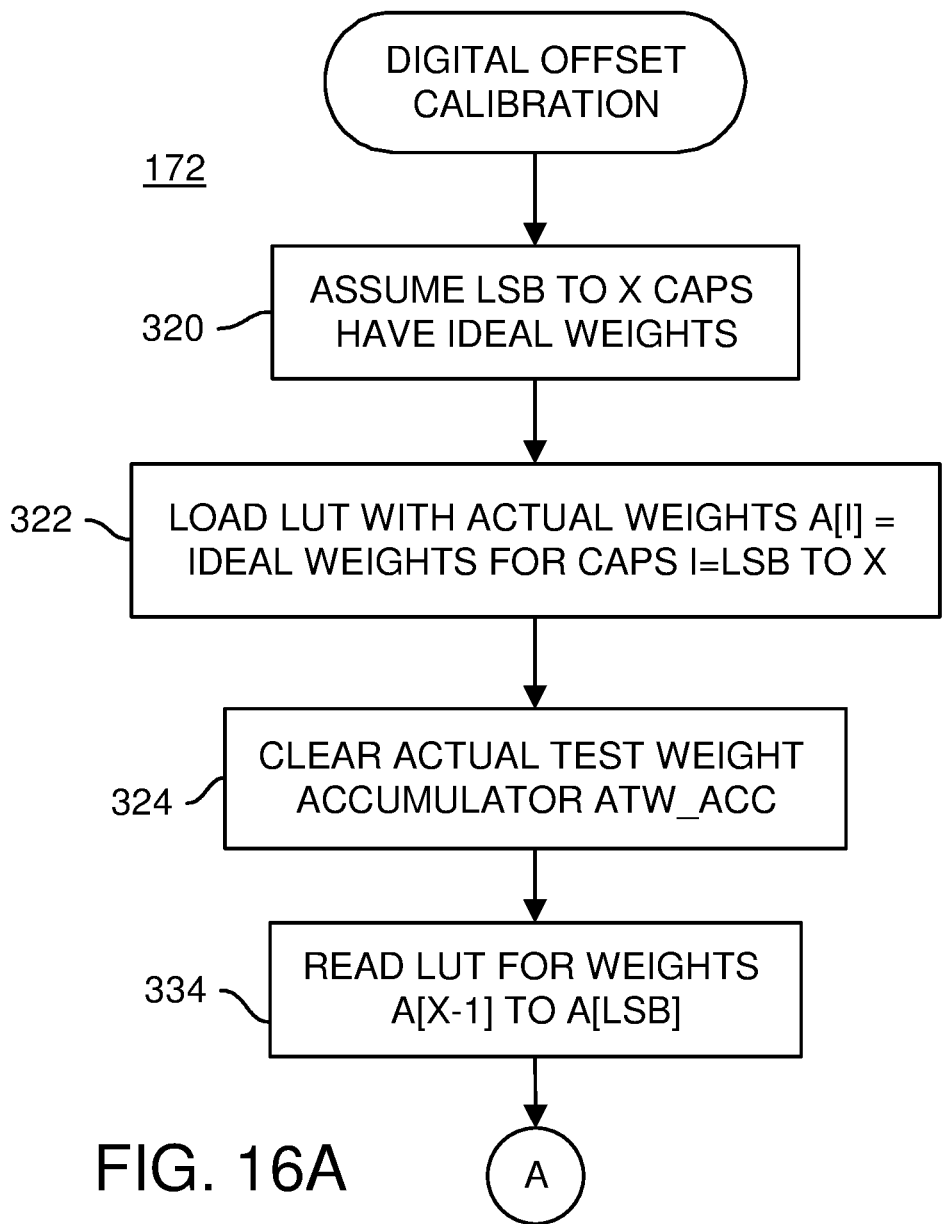 DIGITAL OFFSET
CALIBRATION
172
ASSUME LSB TO X CAPS
HAVE IDEAL WEIGHTS
320
LOAD LUT WITH ACTUAL WEIGHTS A[I] =
IDEAL WEIGHTS FOR CAPS I=LSB TO X
322
CLEAR ACTUAL TEST WEIGHT
ACCUMULATOR ATW_ACC
324
READ LUT FOR WEIGHTS
A[X-1] TO A[LSB]
334
A
FIG. 16A